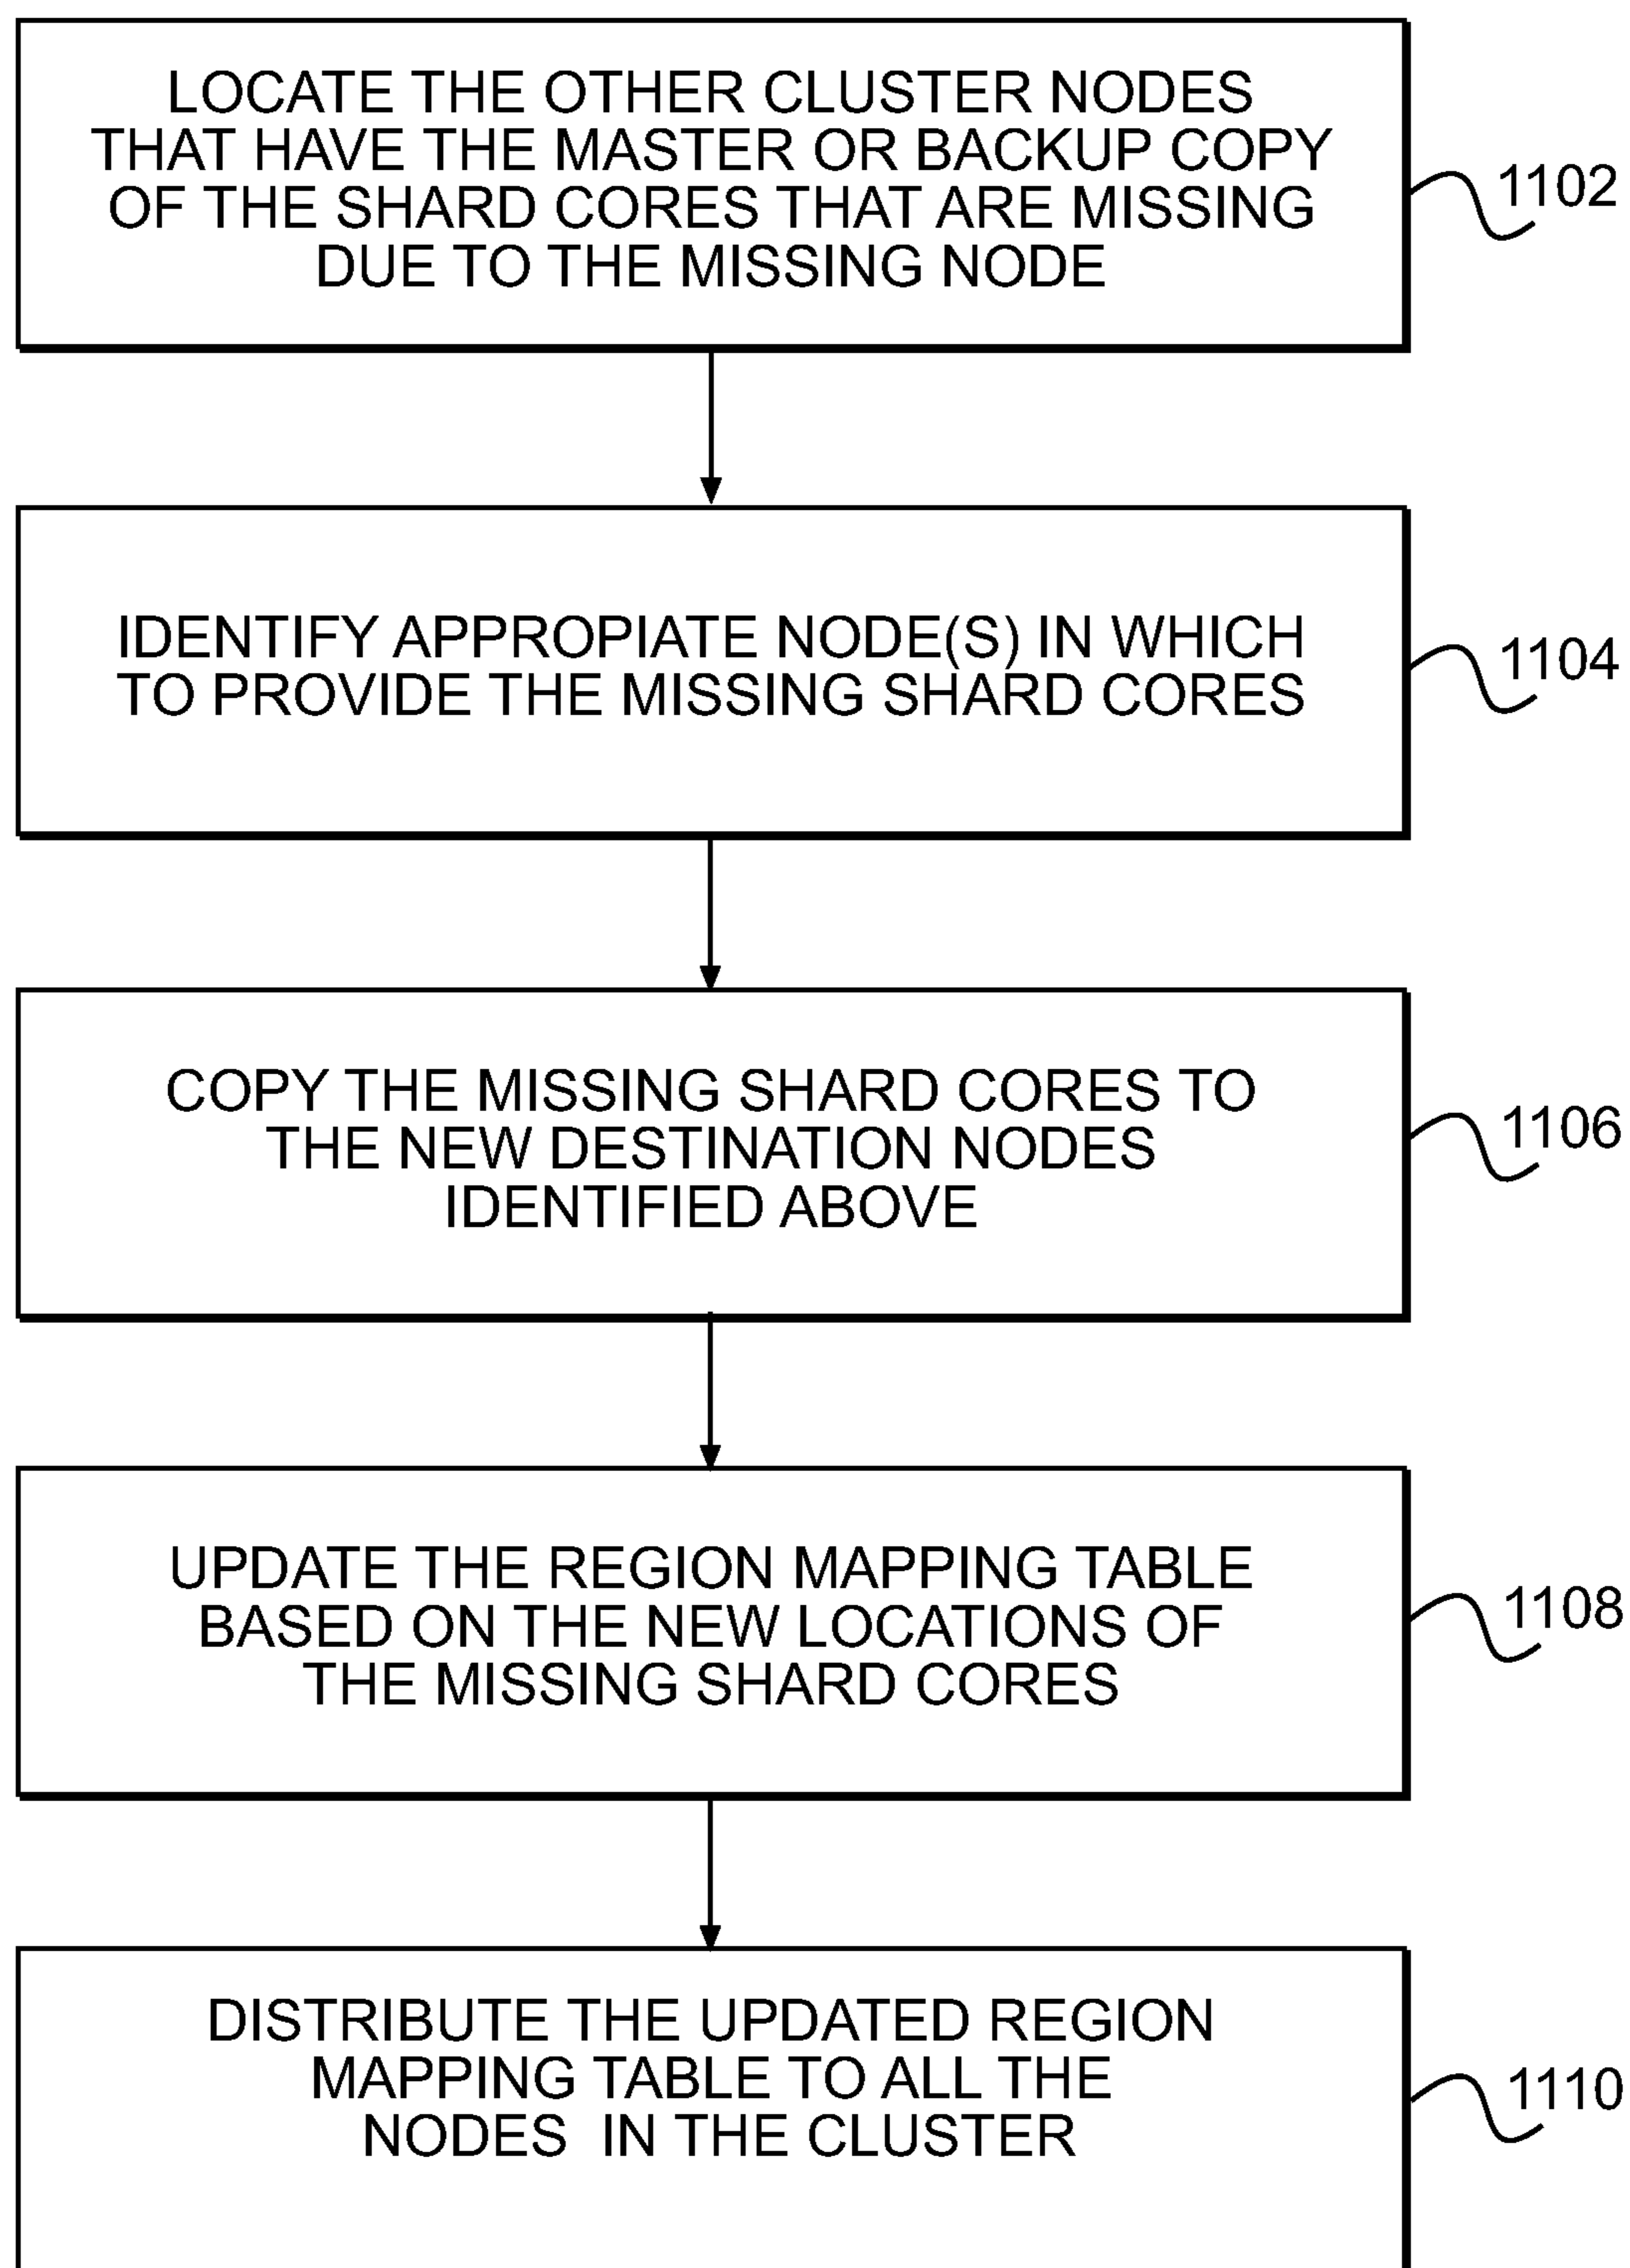 LOCATE THE OTHER CLUSTER NODES
THAT HAVE THE MASTER OR BACKUP COPY
OF THE SHARD CORES THAT ARE MISSING
DUE TO THE MISSING NODE
1102
IDENTIFY APPROPIATE NODE(S) IN WHICH
TO PROVIDE THE MISSING SHARD CORES
1104
COPY THE MISSING SHARD CORES TO
THE NEW DESTINATION NODES
IDENTIFIED ABOVE
1106
UPDATE THE REGION MAPPING TABLE
BASED ON THE NEW LOCATIONS OF
THE MISSING SHARD CORES
1108
DISTRIBUTE THE UPDATED REGION
MAPPING TABLE TO ALL THE
NODES IN THE CLUSTER
1110